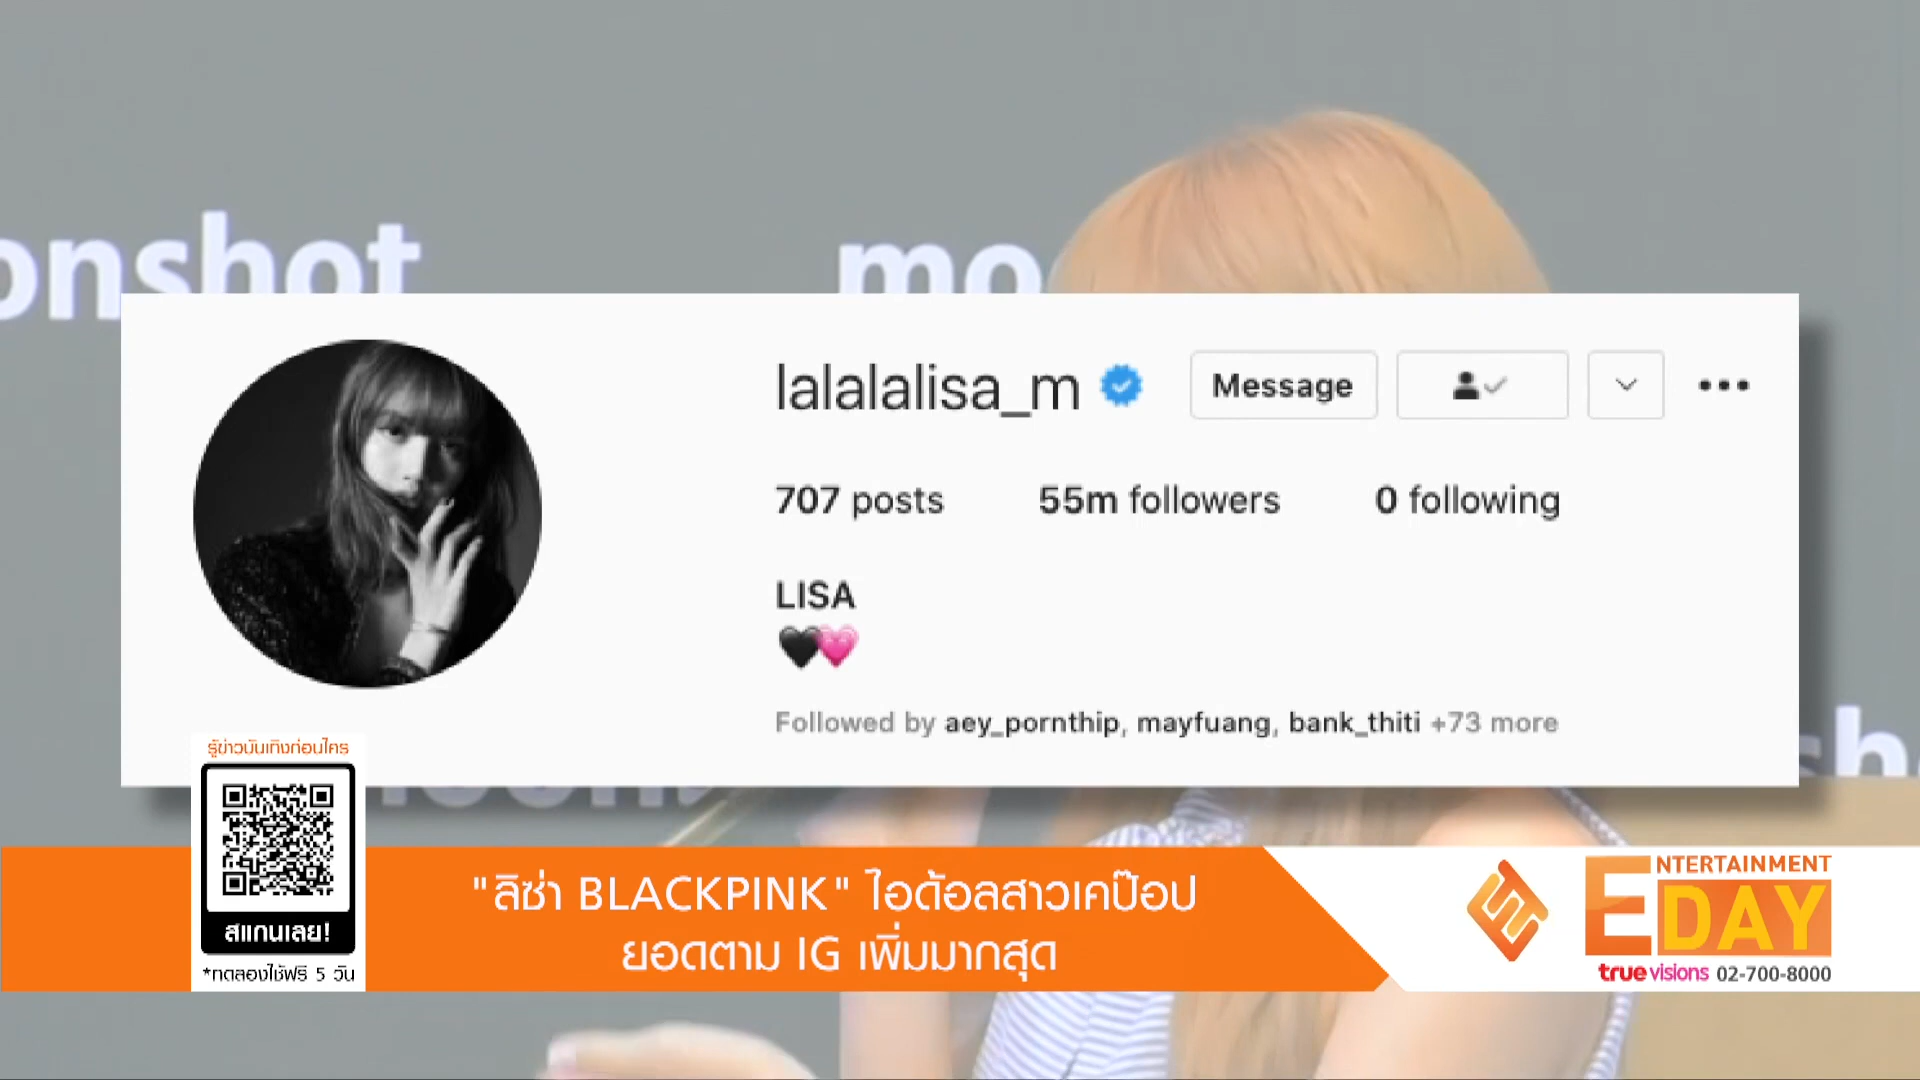 onshot
mo
lalalalisa_m
Message
707 posts 55m followers 0 following
LISA
🖤💗
Followed by aey_pornthip, mayfuang, bank_thiti +73 more
รู้ข่าวบันเทิงก่อนใคร
สแกนเลย!
*ทดลองใช้ฟรี 5 วัน
"ลิซ่า BLACKPINK" ไอด้อลสาวเคป๊อป
ยอดตาม IG เพิ่มมากสุด
ENTERTAINMENT
DAY
truevisions 02-700-8000